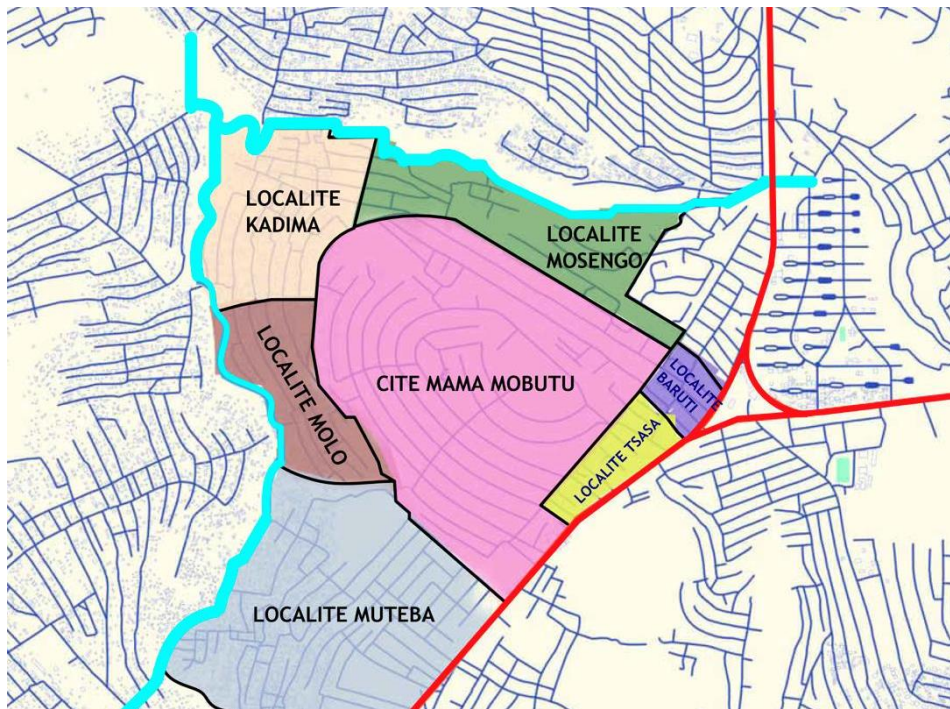 LOCALITE
KADIMA
LOCALITE
MOSENGO
LOCALITE MOLO
CITE MAMA MOBUTU
LOCALITE
BARUTI
LOCALITE TSASA
LOCALITE MUTEBA